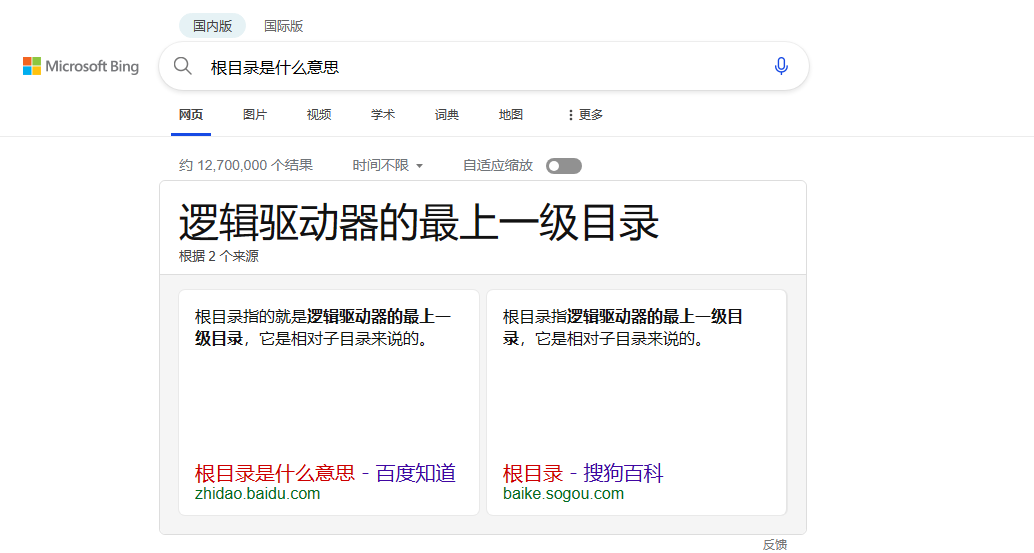 国内版 国际版
Microsoft Bing
根目录是什么意思
网页 图片 视频 学术 词典 地图 更多
约 12,700,000 个结果 时间不限 自适应缩放
逻辑驱动器的最上一级目录
根据 2 个来源
根目录指的就是逻辑驱动器的最上一
级目录，它是相对子目录来说的。
根目录是什么意思 - 百度知道
zhidao.baidu.com
根目录指逻辑驱动器的最上一级目
录，它是相对子目录来说的。
根目录 - 搜狗百科
baike.sogou.com
反馈